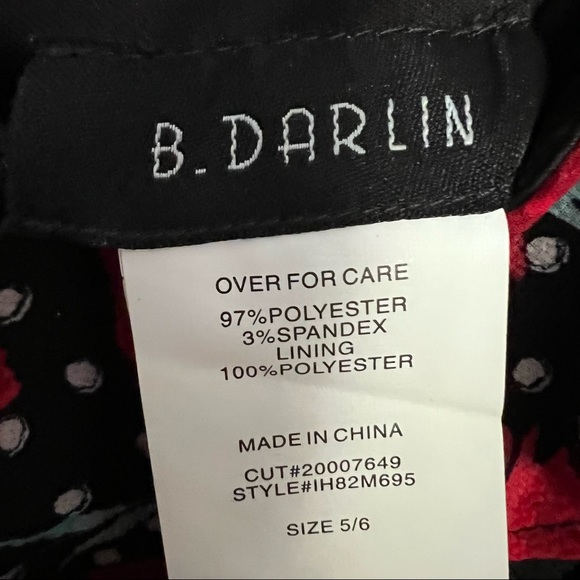 B.DARLIN
OVER FOR CARE
97%POLYESTER
3%SPANDEX
LINING
100%POLYESTER
MADE IN CHINA
CUT#20007649
STYLE#IH82M695
SIZE 5/6